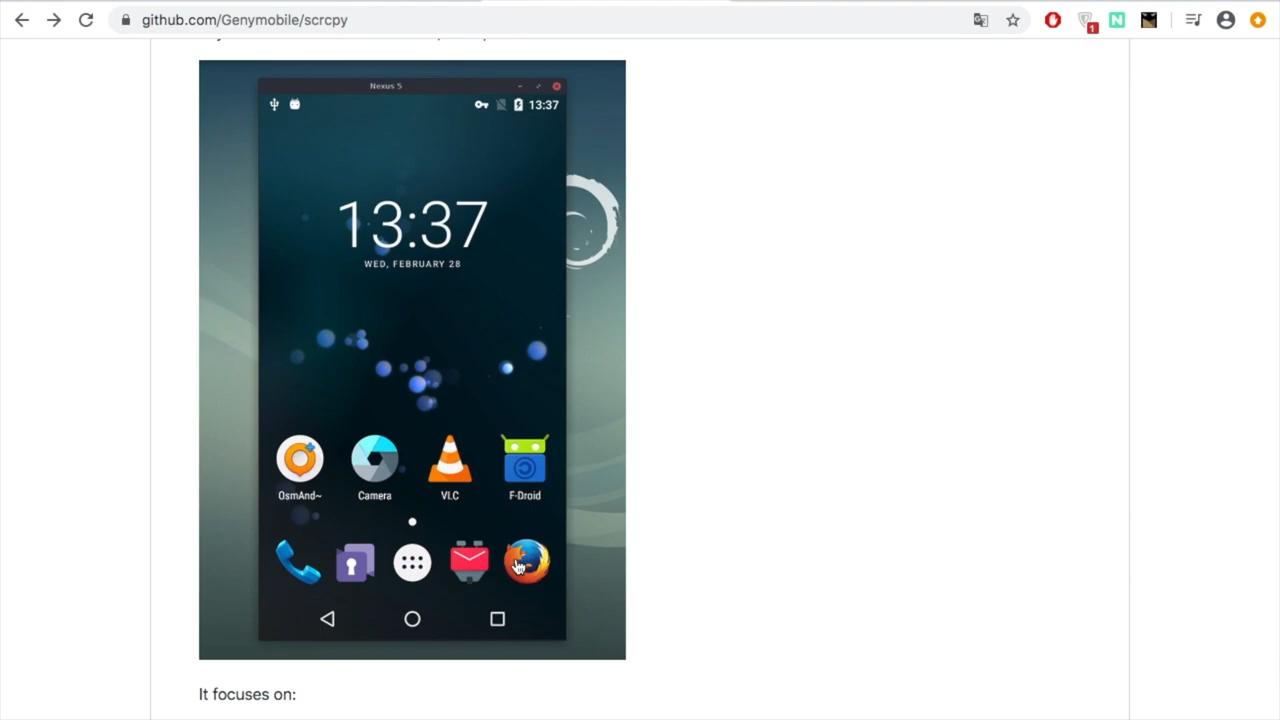 github.com/Genymobile/scrcpy
1
Nexus 5
13:37
13:37
WED, FEBRUARY 28
OsmAnd~
Camera
VLC
F-Droid
It focuses on: